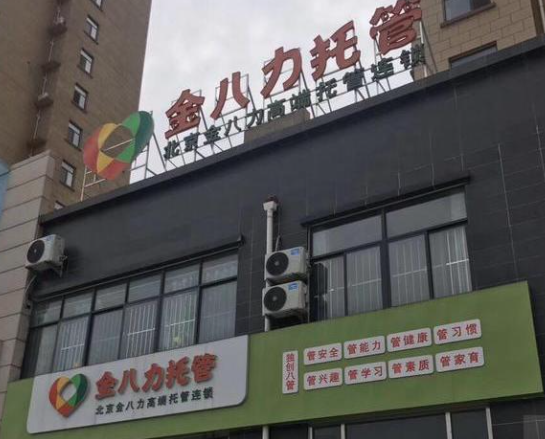 金八力托管
北京金八力高端托管连锁
金八力托管
北京金八力高端托管连锁
独创八管
管安全 管能力 管健康 管习惯
管兴趣 管学习 管素质 管家育